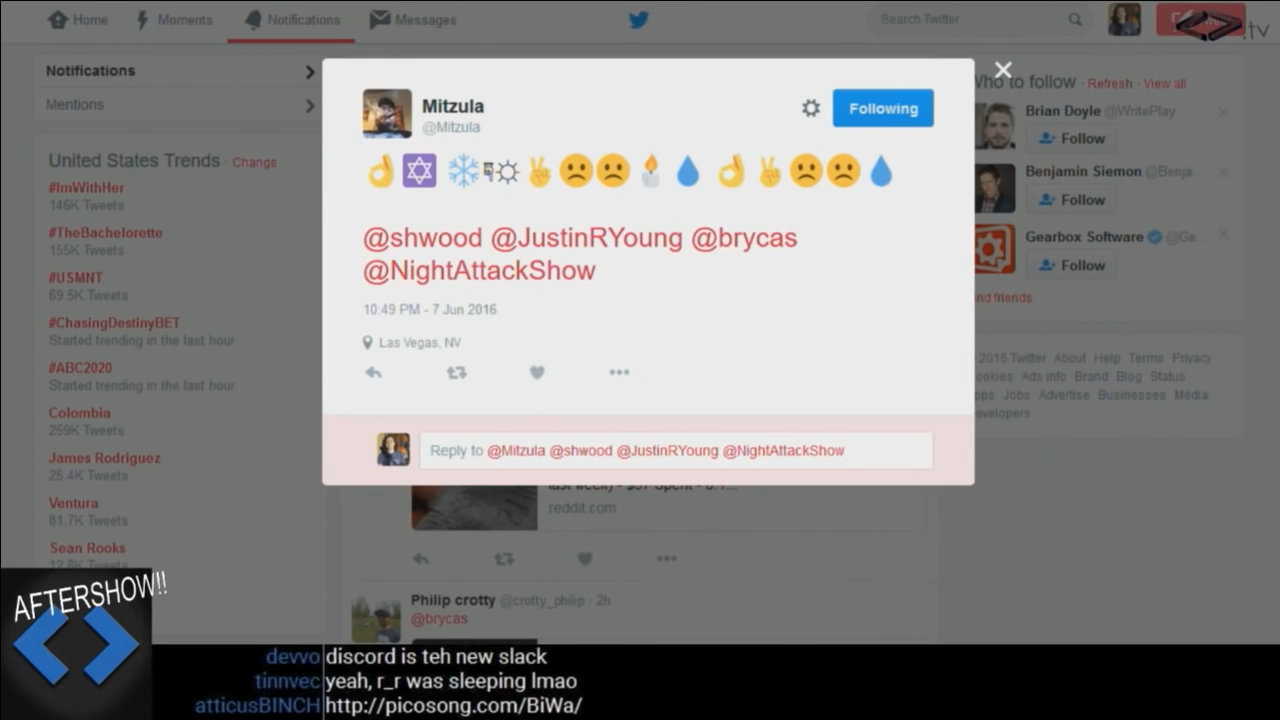 Home
Moments
Notifications
Messages
Search Twitter
.tv
Notifications
Mentions
United States Trends · Change
#ImWithHer
146K Tweets
#TheBachelorette
155K Tweets
#USMNT
69.5K Tweets
#ChasingDestinyBET
Started trending in the last hour
#ABC2020
Started trending in the last hour
Colombia
259K Tweets
James Rodriguez
25.4K Tweets
Ventura
81.7K Tweets
Sean Rooks
12.8K Tweets
Mitzula
@Mitzula
Following
@shwood @JustinRYoung @brycas
@NightAttackShow
10:49 PM - 7 Jun 2016
Las Vegas, NV
Reply to @Mitzula @shwood @JustinRYoung @NightAttackShow
reddit.com
Philip crotty @crotty_philip · 2h
@brycas
Who to follow · Refresh · View all
Brian Doyle @WritePlay
Follow
Benjamin Siemon @Benja...
Follow
Gearbox Software @Ge...
Follow
friends
2016 Twitter About Help Terms Privacy
Cookies Ads info Brand Blog Status
Apps Jobs Advertise Businesses Media
Developers
AFTERSHOW!!
devvo discord is teh new slack
tinnvec yeah, r_r was sleeping lmao
atticusBINCH http://picosong.com/BiWa/